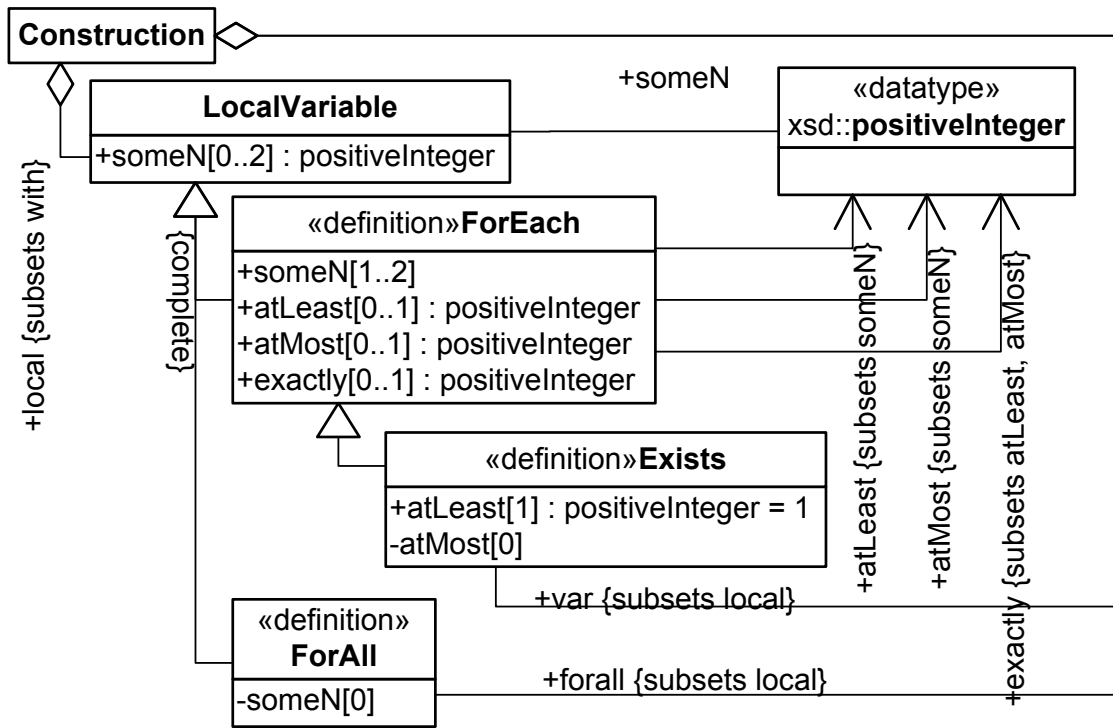 Construction
+someN
LocalVariable
+someN[0..2] : positiveInteger
«datatype»
xsd::positiveInteger
+local {subsets with}
{complete}
«definition»ForEach
+someN[1..2]
+atLeast[0..1] : positiveInteger
+atMost[0..1] : positiveInteger
+exactly[0..1] : positiveInteger
+atLeast {subsets someN}
+atMost {subsets someN}
+exactly {subsets atLeast, atMost}
«definition»Exists
+atLeast[1] : positiveInteger = 1
-atMost[0]
+var {subsets local}
«definition»
ForAll
-someN[0]
+forall {subsets local}